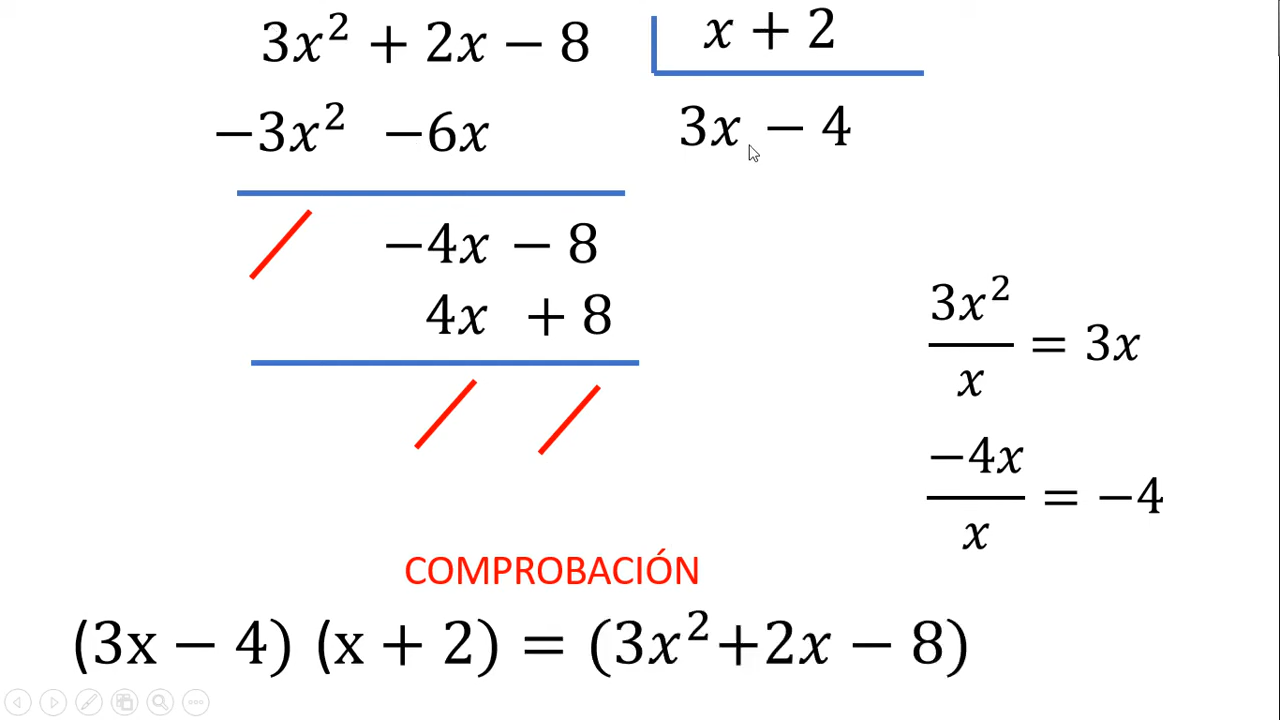 3x² + 2x − 8
x + 2
−3x² −6x
3x − 4
−4x − 8
4x + 8
3x²/x = 3x
−4x/x = −4
COMPROBACIÓN
(3x − 4) (x + 2) = (3x²+2x − 8)